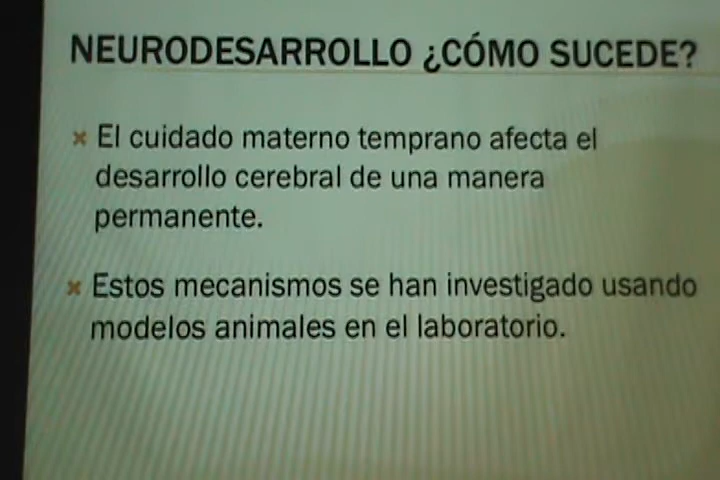 NEURODESARROLLO ¿CÓMO SUCEDE?
El cuidado materno temprano afecta el
desarrollo cerebral de una manera
permanente.
Estos mecanismos se han investigado usando
modelos animales en el laboratorio.